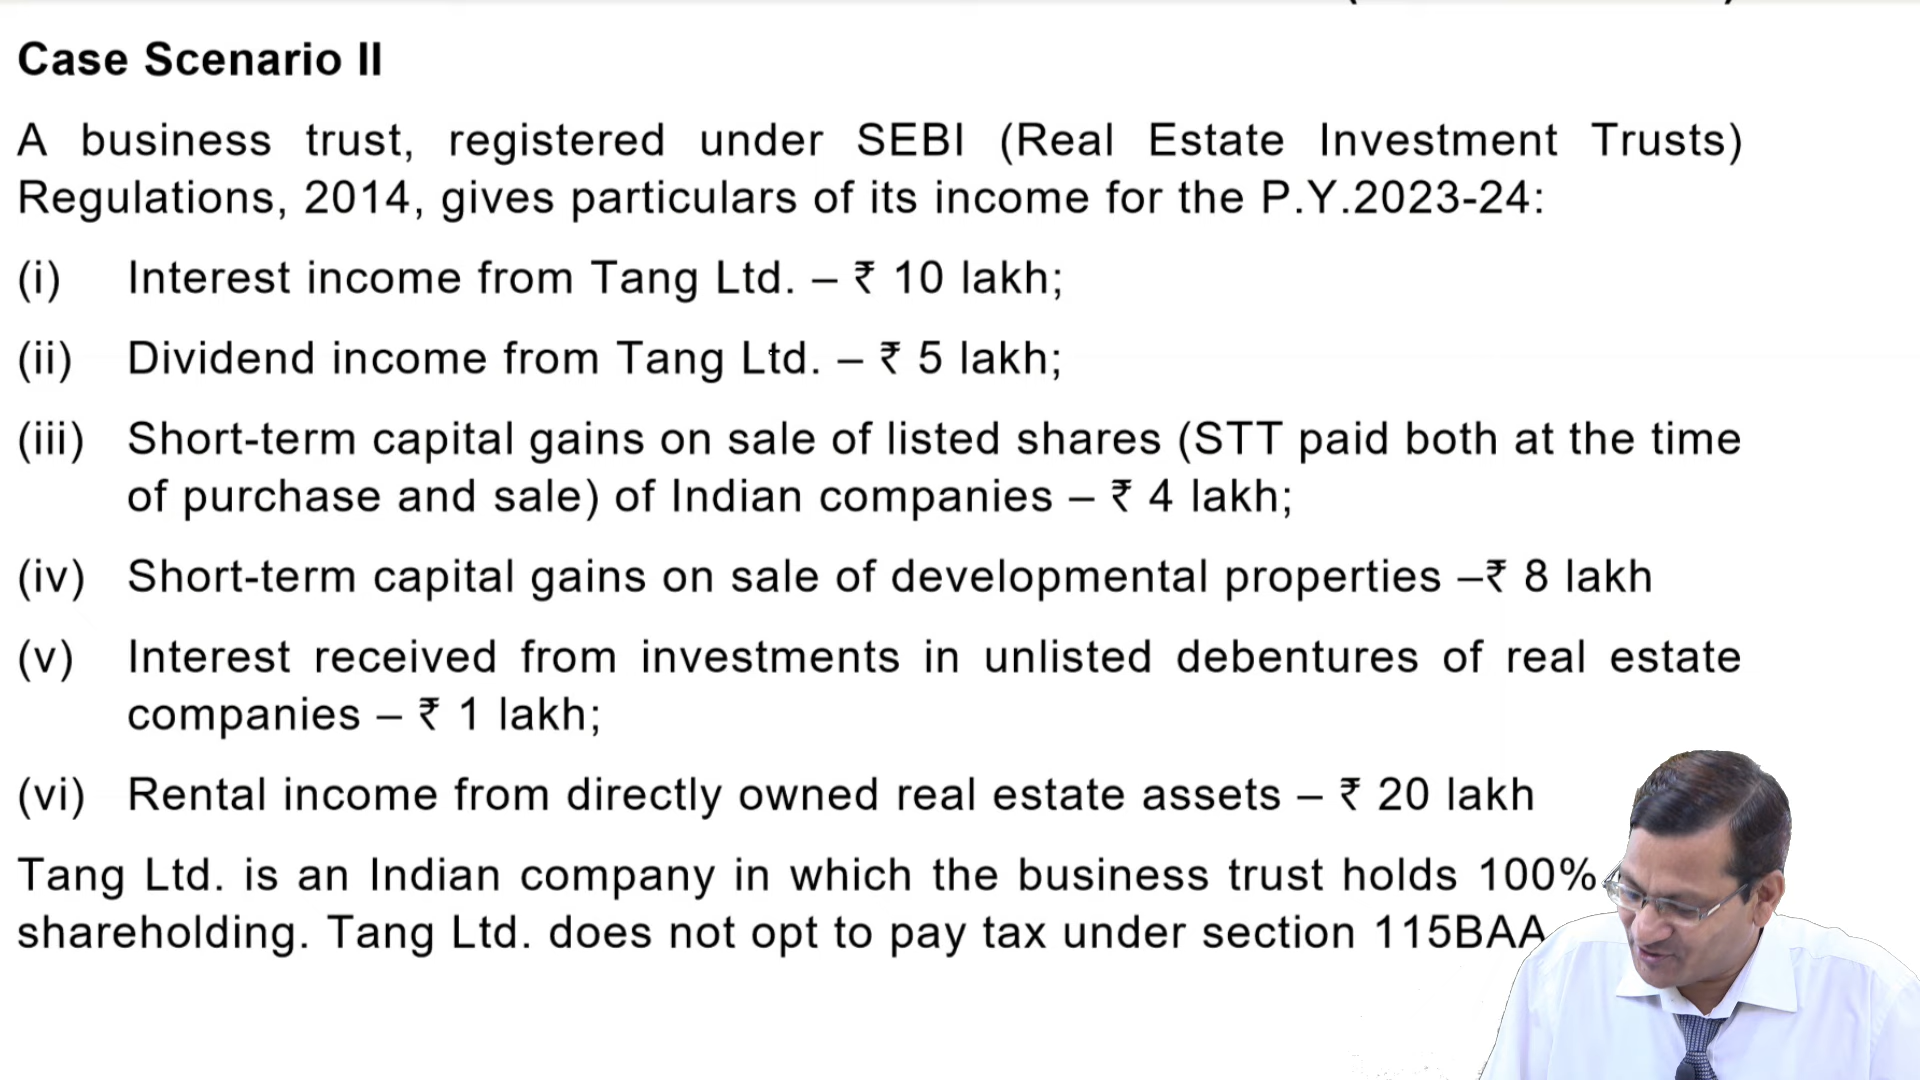 Case Scenario II
A business trust, registered under SEBI (Real Estate Investment Trusts)
Regulations, 2014, gives particulars of its income for the P.Y.2023-24:
(i) Interest income from Tang Ltd. – ₹ 10 lakh;
(ii) Dividend income from Tang Ltd. – ₹ 5 lakh;
(iii) Short-term capital gains on sale of listed shares (STT paid both at the time
of purchase and sale) of Indian companies – ₹ 4 lakh;
(iv) Short-term capital gains on sale of developmental properties –₹ 8 lakh
(v) Interest received from investments in unlisted debentures of real estate
companies – ₹ 1 lakh;
(vi) Rental income from directly owned real estate assets – ₹ 20 lakh
Tang Ltd. is an Indian company in which the business trust holds 100%
shareholding. Tang Ltd. does not opt to pay tax under section 115BAA